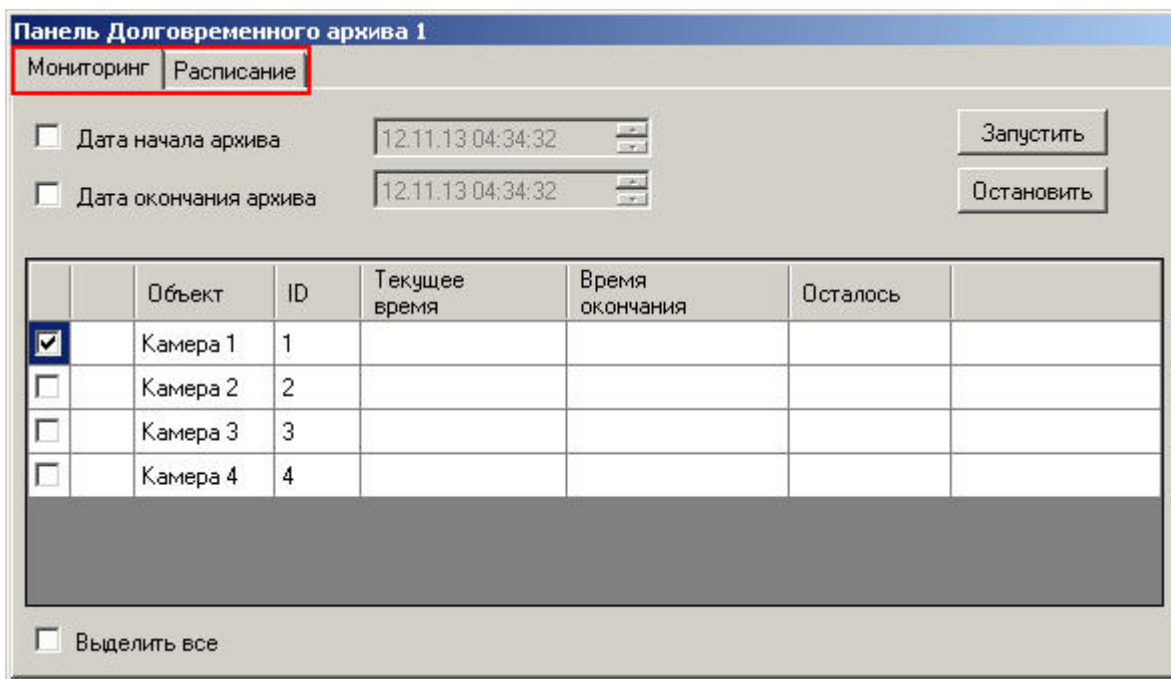 Панель Долговременного архива 1
Мониторинг Расписание
Дата начала архива 12.11.13 04:34:32 Запустить
Дата окончания архива 12.11.13 04:34:32 Остановить
Объект ID Текущее время Время окончания Осталось
Камера 1 1
Камера 2 2
Камера 3 3
Камера 4 4
Выделить все